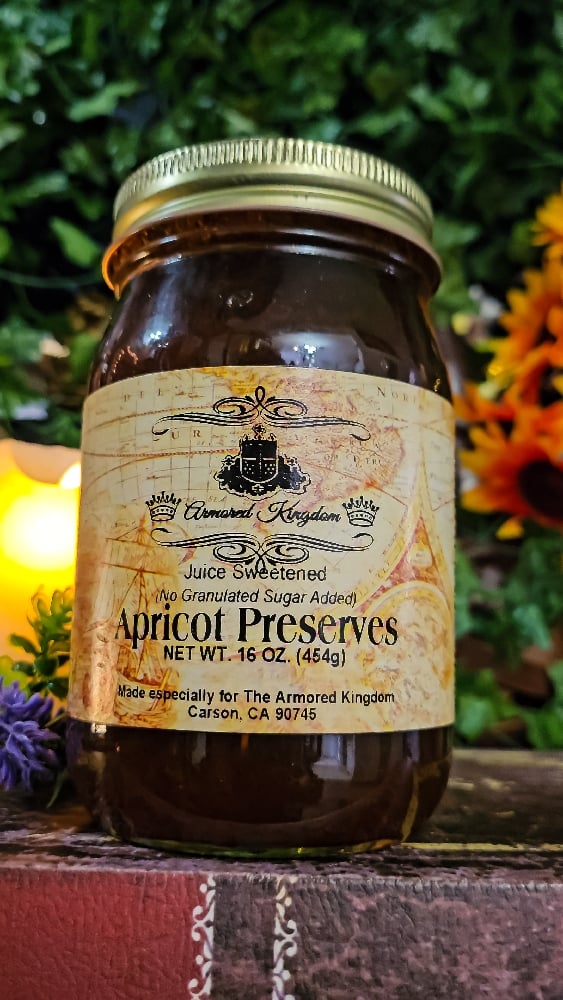 Armored Kingdom
Juice Sweetened
(No Granulated Sugar Added)
Apricot Preserves
NET WT. 16 OZ. (454g)
Made especially for The Armored Kingdom
Carson, CA 90745